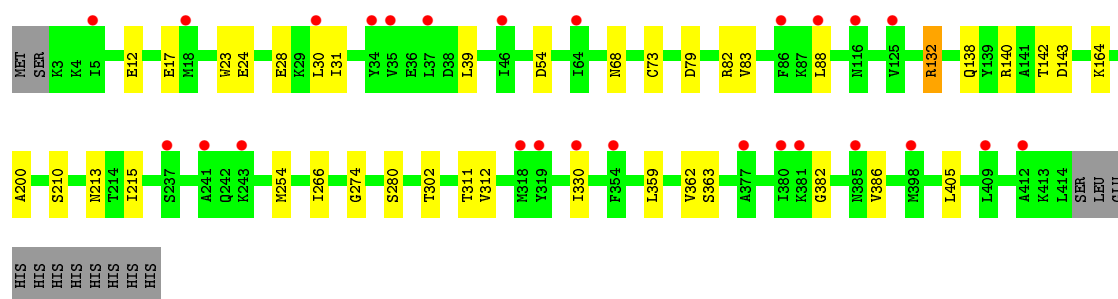 MET SER K3 K4 I5 E12 E17 M18 W23 E24 E28 K29 L30 I31 Y34 V35 E36 L37 D38 L39 I46 D54 I64 N68 C73 D79 R82 V83 F86 K87 L88 N116 V125 R132 Q138 Y139 R140 A141 T142 D143 K164
A200 S210 N213 T214 I215 S237 A241 Q242 K243 M254 I266 G274 S280 T302 T311 V312 M318 Y319 I330 F354 L359 V362 S363 A377 I380 K381 G382 N385 V386 M398 L405 L409 A412 K413 L414 SER LEU GLU
HIS HIS HIS HIS HIS HIS HIS HIS